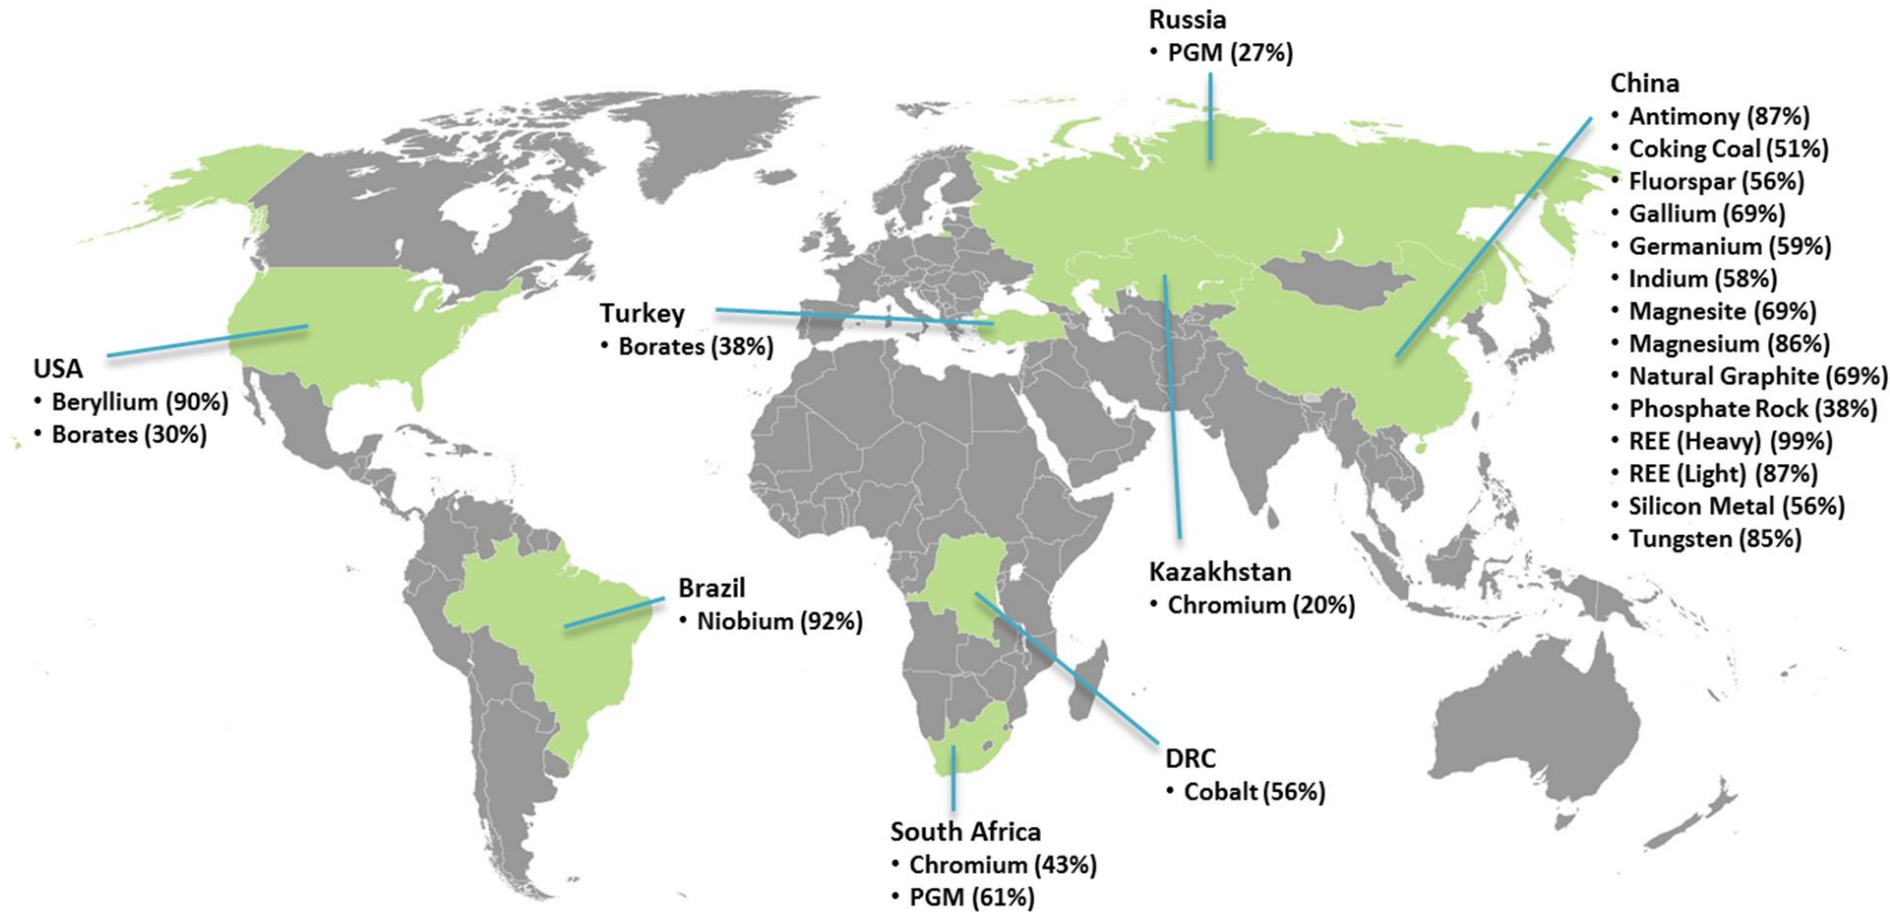 Russia
• PGM (27%)
China
• Antimony (87%)
• Coking Coal (51%)
• Fluorspar (56%)
• Gallium (69%)
• Germanium (59%)
• Indium (58%)
• Magnesite (69%)
• Magnesium (86%)
• Natural Graphite (69%)
• Phosphate Rock (38%)
• REE (Heavy) (99%)
• REE (Light) (87%)
• Silicon Metal (56%)
• Tungsten (85%)
Turkey
• Borates (38%)
USA
• Beryllium (90%)
• Borates (30%)
Brazil
• Niobium (92%)
Kazakhstan
• Chromium (20%)
DRC
• Cobalt (56%)
South Africa
• Chromium (43%)
• PGM (61%)